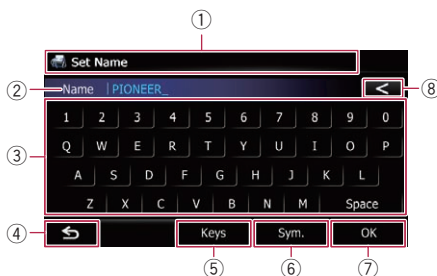 ①
Set Name
② Name PIONEER_ < ⑧
1 2 3 4 5 6 7 8 9 0
③ Q W E R T Y U I O P
A S D F G H J K L
Z X C V B N M Space
④ Keys Sym. OK
⑤ ⑥ ⑦